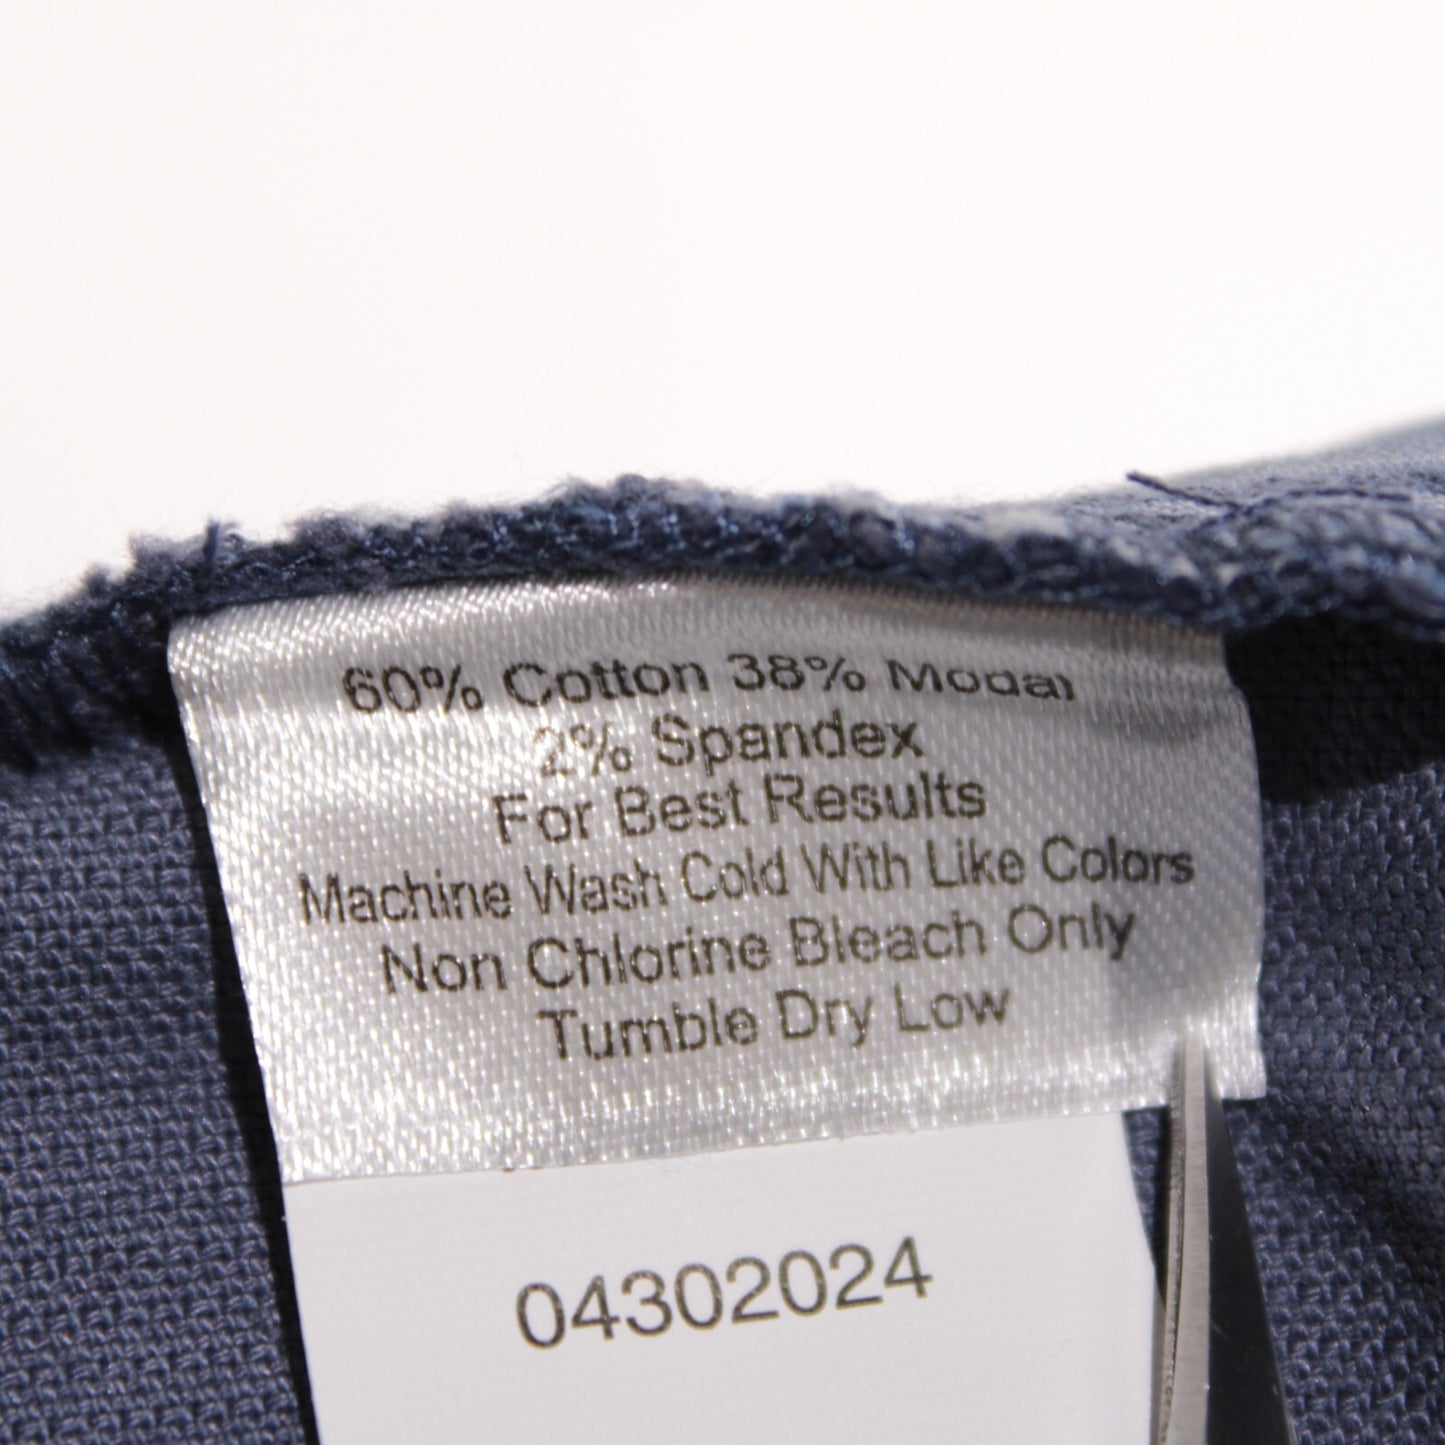 60% Cotton 38% Modal
2% Spandex
For Best Results
Machine Wash Cold With Like Colors
Non Chlorine Bleach Only
Tumble Dry Low
04302024